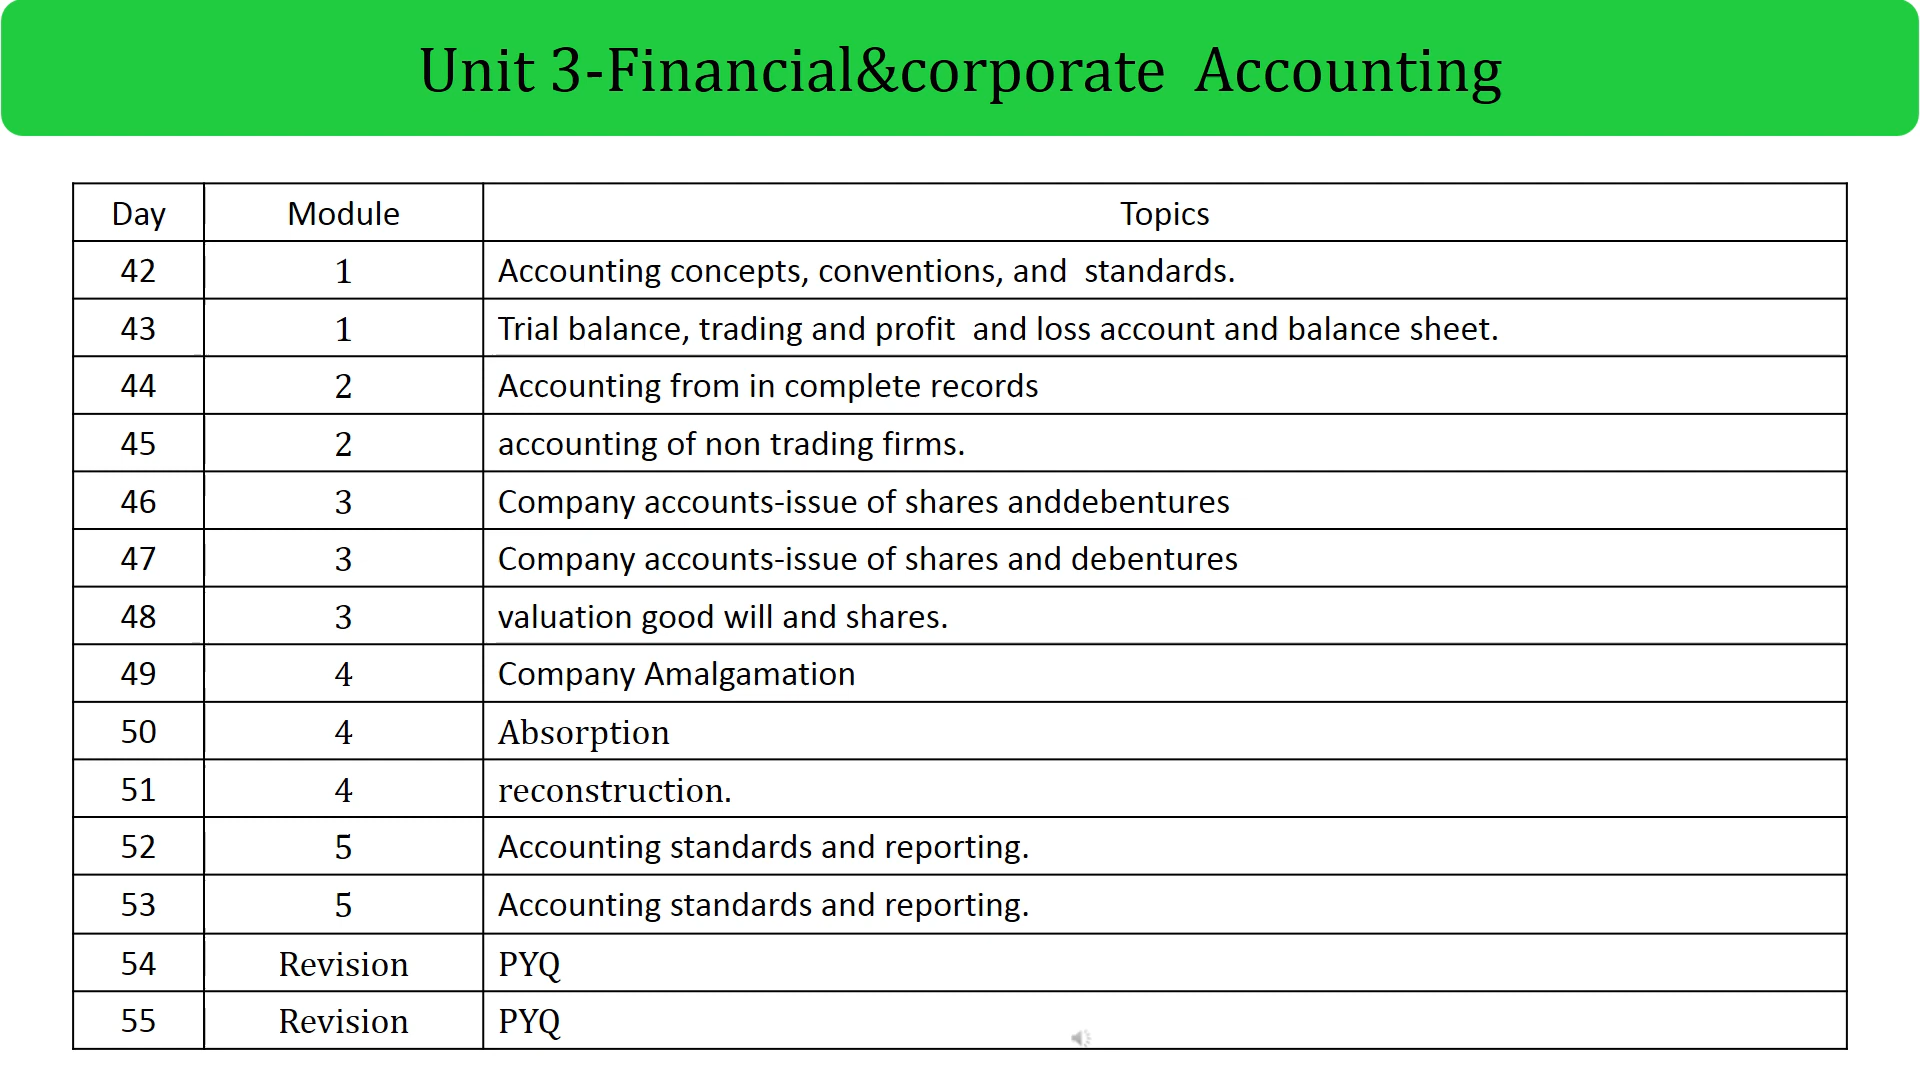 Unit 3-Financial&corporate  Accounting
Day Module Topics
42 1 Accounting concepts, conventions, and  standards.
43 1 Trial balance, trading and profit  and loss account and balance sheet.
44 2 Accounting from in complete records
45 2 accounting of non trading firms.
46 3 Company accounts-issue of shares anddebentures
47 3 Company accounts-issue of shares and debentures
48 3 valuation good will and shares.
49 4 Company Amalgamation
50 4 Absorption
51 4 reconstruction.
52 5 Accounting standards and reporting.
53 5 Accounting standards and reporting.
54 Revision PYQ
55 Revision PYQ